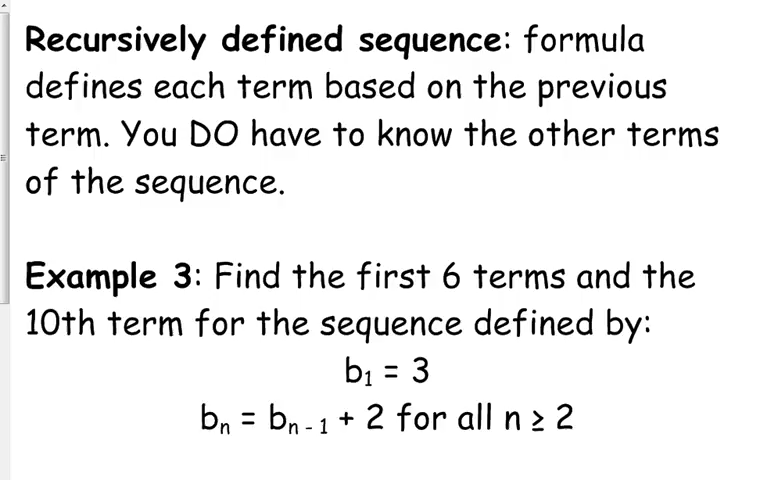 Recursively defined sequence: formula
defines each term based on the previous
term. You DO have to know the other terms
of the sequence.
Example 3: Find the first 6 terms and the
10th term for the sequence defined by:
b₁ = 3
bₙ = bₙ ₋ ₁ + 2 for all n ≥ 2